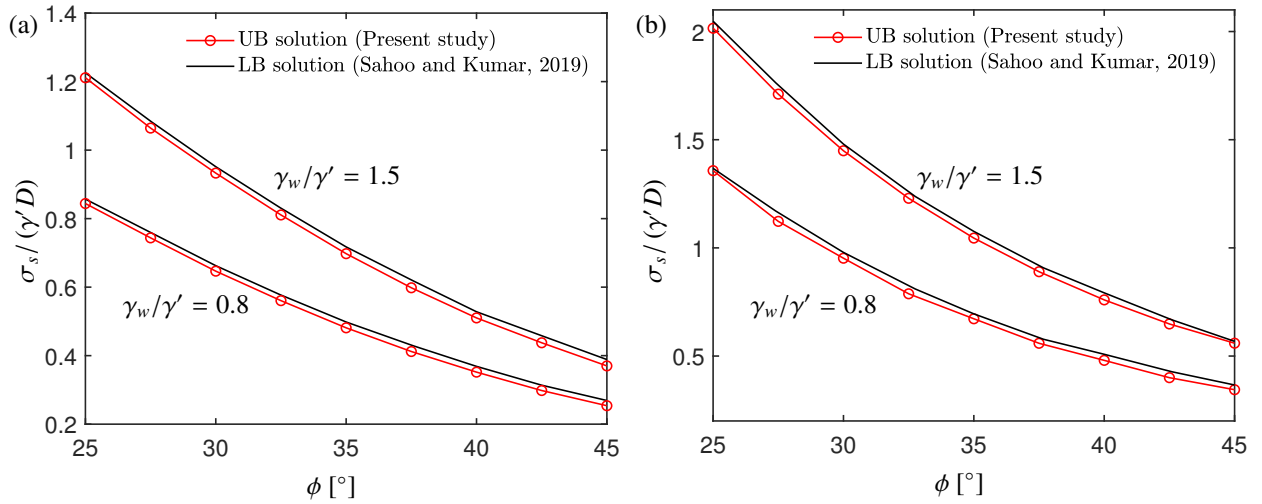 (a)
1.4
1.2
1
0.8
0.6
0.4
0.2
σs / (γ′D)
UB solution (Present study)
LB solution (Sahoo and Kumar, 2019)
γw/γ′ = 1.5
γw/γ′ = 0.8
25 30 35 40 45
ϕ [°]
(b)
2
1.5
1
0.5
σs / (γ′D)
UB solution (Present study)
LB solution (Sahoo and Kumar, 2019)
γw/γ′ = 1.5
γw/γ′ = 0.8
25 30 35 40 45
ϕ [°]